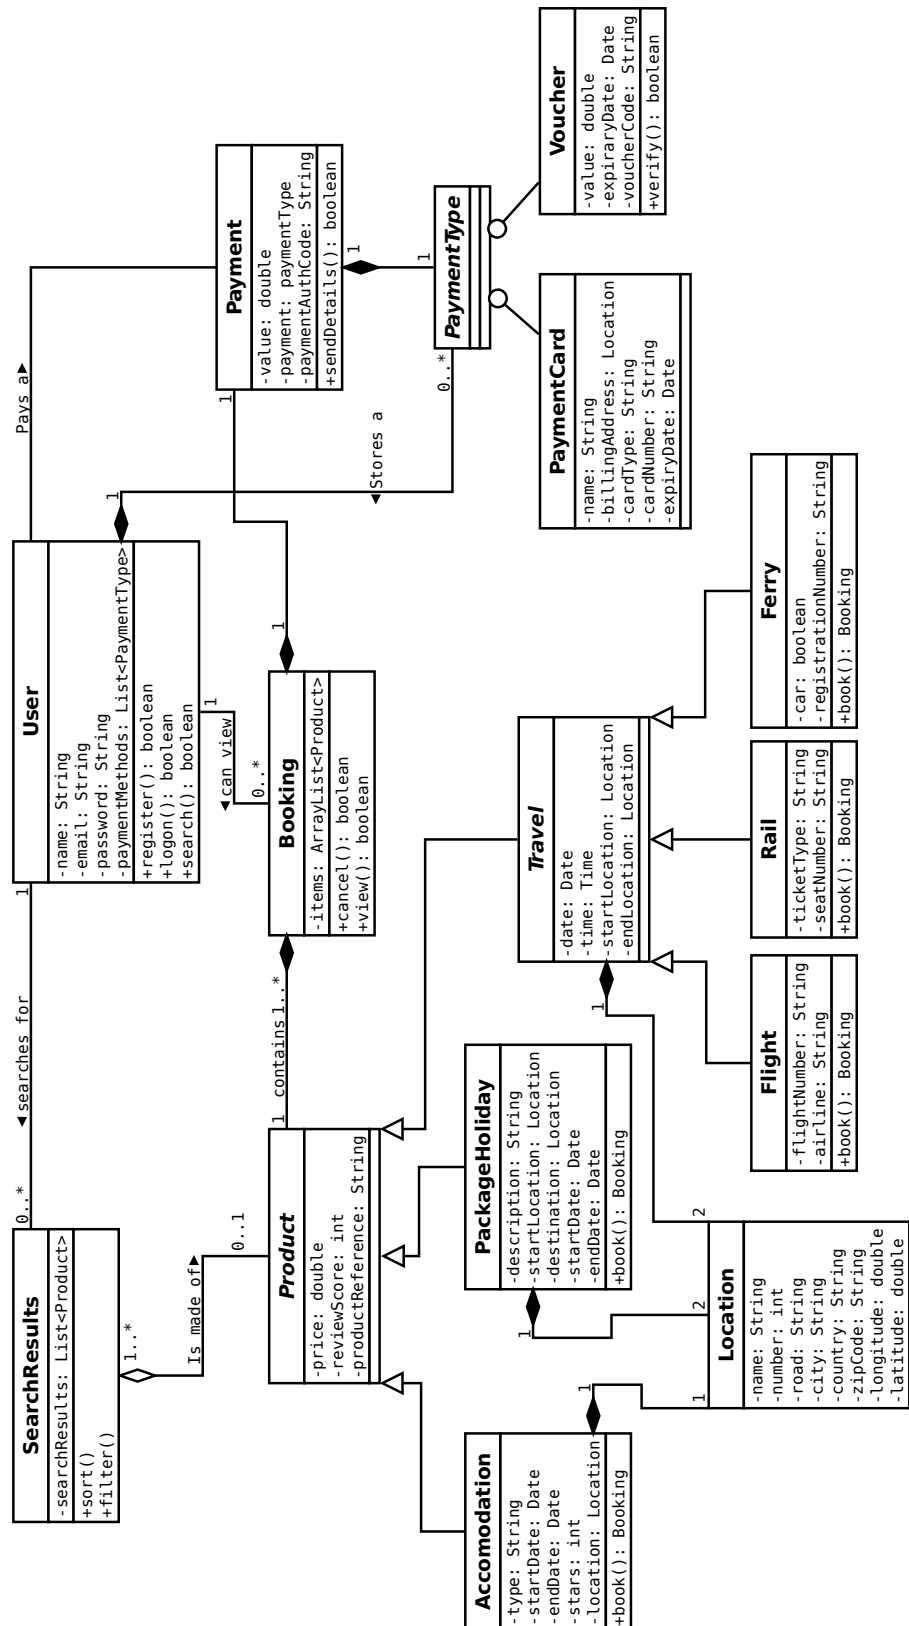 SearchResults
-searchResults: List<Product>
+sort()
+filter()
0..*
◄searches for
1
User
-name: String
-email: String
-password: String
-paymentMethods: List<PaymentType>
+register(): boolean
+logon(): boolean
+search(): boolean
Pays a►
1
◄Stores a
0..*
1
◄can view
0..*
1..*
Is made of►
0..1
Product
-price: double
-reviewScore: int
-productReference: String
1 contains 1..*
Booking
-items: ArrayList<Product>
+cancel(): boolean
+view(): boolean
1
1
Payment
-value: double
-payment: paymentType
-paymentAuthCode: String
+sendDetails(): boolean
1
1
PaymentType
Accomodation
-type: String
-startDate: Date
-endDate: Date
-stars: int
-location: Location
+book(): Booking
1
1
PackageHoliday
-description: String
-startLocation: Location
-destination: Location
-startDate: Date
-endDate: Date
+book(): Booking
1
2
Travel
-date: Date
-time: Time
-startLocation: Location
-endLocation: Location
1
2
PaymentCard
-name: String
-billingAddress: Location
-cardType: String
-cardNumber: String
-expiryDate: Date
Voucher
-value: double
-expiraryDate: Date
-voucherCode: String
+verify(): boolean
Location
-name: String
-number: int
-road: String
-city: String
-country: String
-zipCode: String
-longitude: double
-latitude: double
Flight
-flightNumber: String
-airline: String
+book(): Booking
Rail
-ticketType: String
-seatNumber: String
+book(): Booking
Ferry
-car: boolean
-registrationNumber: String
+book(): Booking